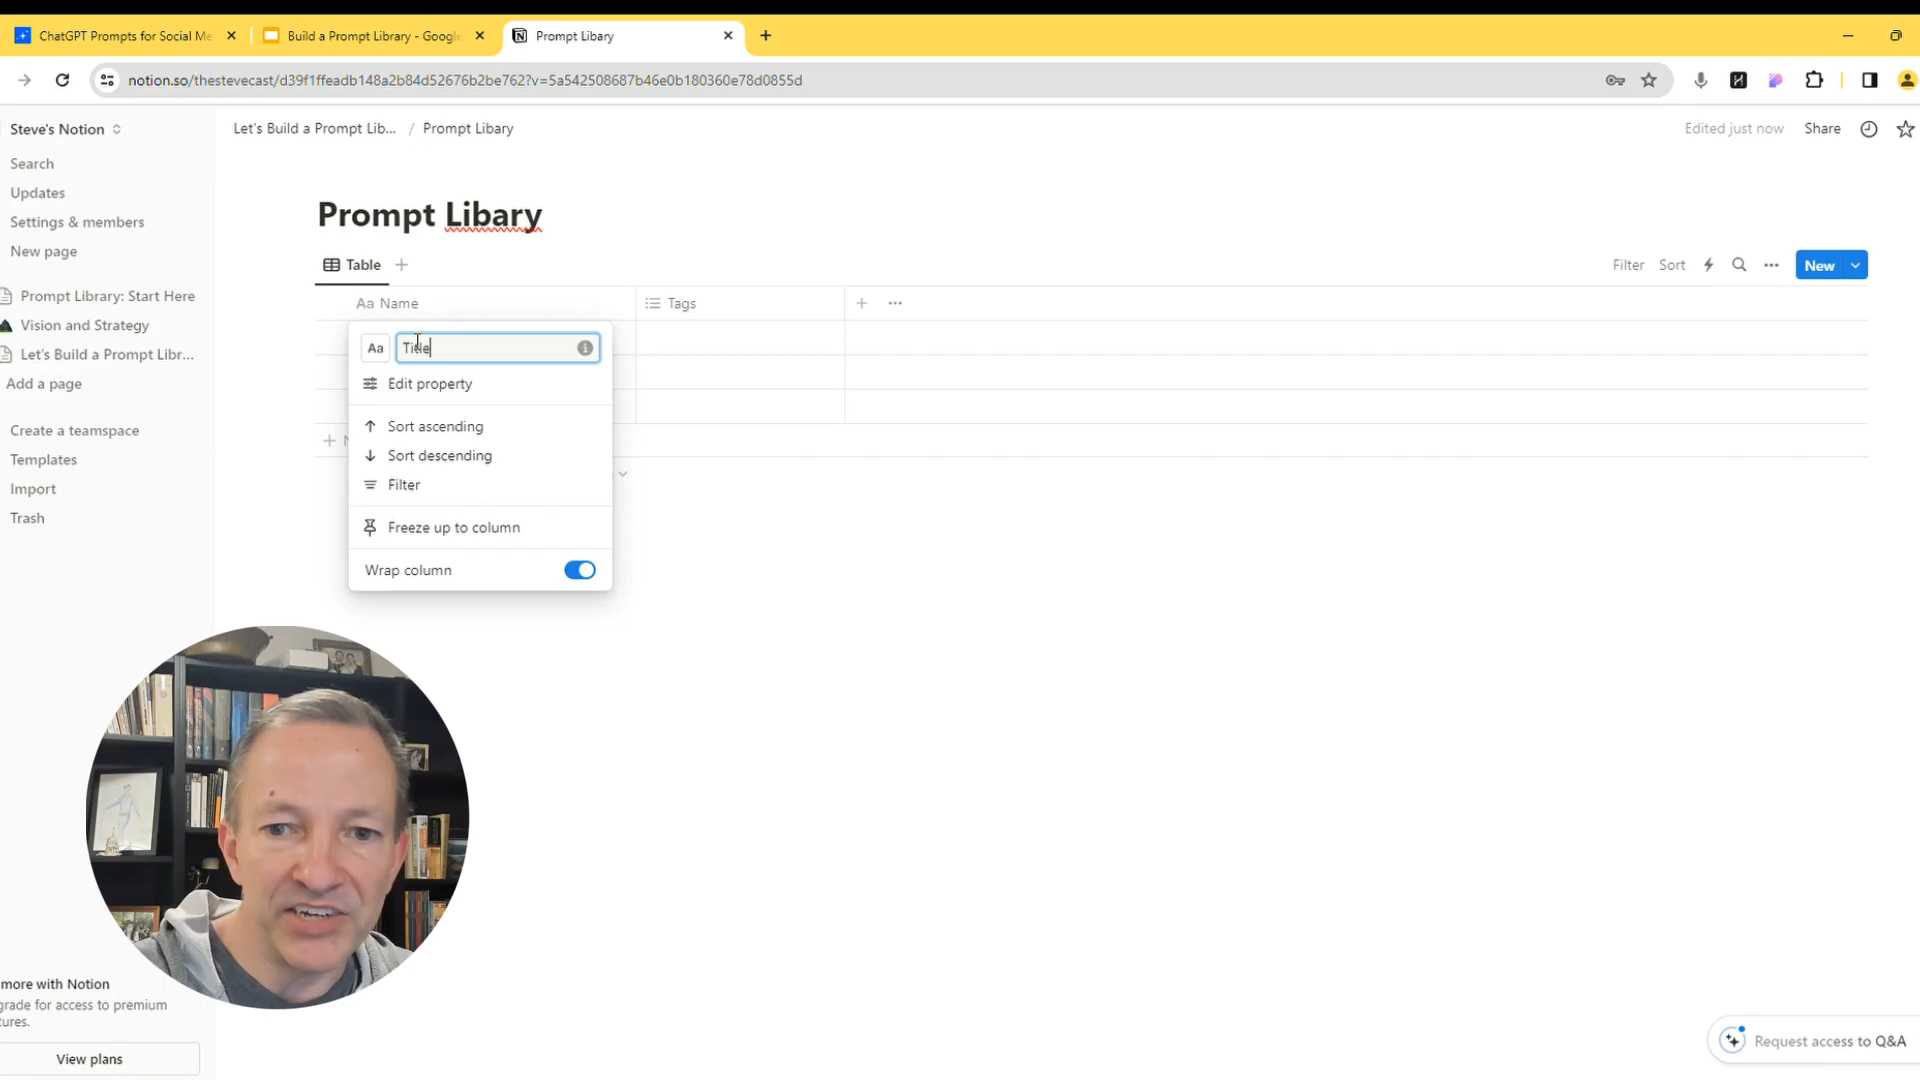 ChatGPT Prompts for Social Me
Build a Prompt Library - Google
Prompt Libary
notion.so/thestevecast/d39f1ffeadb148a2b84d52676b2be762?v=5a542508687b46e0b180360e78d0855d
Steve's Notion
Let's Build a Prompt Lib... / Prompt Libary
Edited just now
Share
Search
Updates
Settings & members
New page
Prompt Library: Start Here
Vision and Strategy
Let's Build a Prompt Libr...
Add a page
Create a teamspace
Templates
Import
Trash
Prompt Libary
Table
Filter
Sort
New
Aa Name
Tags
Aa
Title
Edit property
Sort ascending
Sort descending
Filter
Freeze up to column
Wrap column
more with Notion
grade for access to premium
tures.
View plans
Request access to Q&A